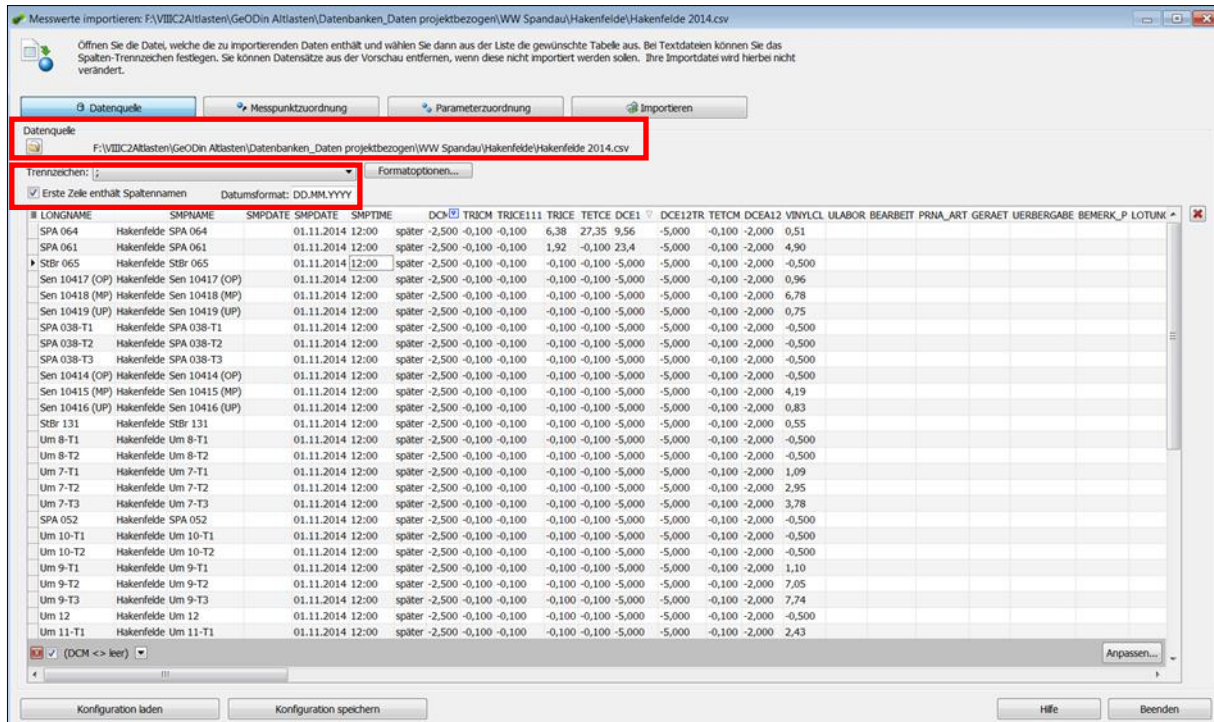 Messwerte importieren: F:\VIIIC2Altlasten\GeODin Altlasten\Datenbanken_Daten projektbezogen\WW Spandau\Hakenfelde\Hakenfelde 2014.csv
Öffnen Sie die Datei, welche die zu importierenden Daten enthält und wählen Sie dann aus der Liste die gewünschte Tabelle aus. Bei Textdateien können Sie das
Spalten-Trennzeichen festlegen. Sie können Datensätze aus der Vorschau entfernen, wenn diese nicht importiert werden sollen. Ihre Importdatei wird hierbei nicht
verändert.
Datenquelle Messpunktzuordnung Parameterzuordnung Importieren
Datenquelle
F:\VIIIC2Altlasten\GeODin Altlasten\Datenbanken_Daten projektbezogen\WW Spandau\Hakenfelde\Hakenfelde 2014.csv
Trennzeichen: ; Formatoptionen...
Erste Zeile enthält Spaltennamen Datumsformat: DD.MM.YYYY
LONGNAME SMPNAME SMPDATE SMPDATE SMPTIME DCM TRICM TRICE111 TRICE TETCE DCE1 DCE12TR TETCM DCEA12 VINYLCL ULABOR BEARBEIT PRNA_ART GERAET UERBERGABE BEMERK_P LOTUNG
SPA 064 Hakenfelde SPA 064 01.11.2014 12:00 später -2,500 -0,100 -0,100 6,38 27,35 9,56 -5,000 -0,100 -2,000 0,51
SPA 061 Hakenfelde SPA 061 01.11.2014 12:00 später -2,500 -0,100 -0,100 1,92 -0,100 23,4 -5,000 -0,100 -2,000 4,90
StBr 065 Hakenfelde StBr 065 01.11.2014 12:00 später -2,500 -0,100 -0,100 -0,100 -0,100 -5,000 -5,000 -0,100 -2,000 -0,500
Sen 10417 (OP) Hakenfelde Sen 10417 (OP) 01.11.2014 12:00 später -2,500 -0,100 -0,100 -0,100 -0,100 -5,000 -5,000 -0,100 -2,000 0,96
Sen 10418 (MP) Hakenfelde Sen 10418 (MP) 01.11.2014 12:00 später -2,500 -0,100 -0,100 -0,100 -0,100 -5,000 -5,000 -0,100 -2,000 6,78
Sen 10419 (UP) Hakenfelde Sen 10419 (UP) 01.11.2014 12:00 später -2,500 -0,100 -0,100 -0,100 -0,100 -5,000 -5,000 -0,100 -2,000 0,75
SPA 038-T1 Hakenfelde SPA 038-T1 01.11.2014 12:00 später -2,500 -0,100 -0,100 -0,100 -0,100 -5,000 -5,000 -0,100 -2,000 -0,500
SPA 038-T2 Hakenfelde SPA 038-T2 01.11.2014 12:00 später -2,500 -0,100 -0,100 -0,100 -0,100 -5,000 -5,000 -0,100 -2,000 -0,500
SPA 038-T3 Hakenfelde SPA 038-T3 01.11.2014 12:00 später -2,500 -0,100 -0,100 -0,100 -0,100 -5,000 -5,000 -0,100 -2,000 -0,500
Sen 10414 (OP) Hakenfelde Sen 10414 (OP) 01.11.2014 12:00 später -2,500 -0,100 -0,100 -0,100 -0,100 -5,000 -5,000 -0,100 -2,000 -0,500
Sen 10415 (MP) Hakenfelde Sen 10415 (MP) 01.11.2014 12:00 später -2,500 -0,100 -0,100 -0,100 -0,100 -5,000 -5,000 -0,100 -2,000 4,19
Sen 10416 (UP) Hakenfelde Sen 10416 (UP) 01.11.2014 12:00 später -2,500 -0,100 -0,100 -0,100 -0,100 -5,000 -5,000 -0,100 -2,000 0,83
StBr 131 Hakenfelde StBr 131 01.11.2014 12:00 später -2,500 -0,100 -0,100 -0,100 -0,100 -5,000 -5,000 -0,100 -2,000 0,55
Um 8-T1 Hakenfelde Um 8-T1 01.11.2014 12:00 später -2,500 -0,100 -0,100 -0,100 -0,100 -5,000 -5,000 -0,100 -2,000 -0,500
Um 8-T2 Hakenfelde Um 8-T2 01.11.2014 12:00 später -2,500 -0,100 -0,100 -0,100 -0,100 -5,000 -5,000 -0,100 -2,000 -0,500
Um 7-T1 Hakenfelde Um 7-T1 01.11.2014 12:00 später -2,500 -0,100 -0,100 -0,100 -0,100 -5,000 -5,000 -0,100 -2,000 1,09
Um 7-T2 Hakenfelde Um 7-T2 01.11.2014 12:00 später -2,500 -0,100 -0,100 -0,100 -0,100 -5,000 -5,000 -0,100 -2,000 2,95
Um 7-T3 Hakenfelde Um 7-T3 01.11.2014 12:00 später -2,500 -0,100 -0,100 -0,100 -0,100 -5,000 -5,000 -0,100 -2,000 3,78
SPA 052 Hakenfelde SPA 052 01.11.2014 12:00 später -2,500 -0,100 -0,100 -0,100 -0,100 -5,000 -5,000 -0,100 -2,000 -0,500
Um 10-T1 Hakenfelde Um 10-T1 01.11.2014 12:00 später -2,500 -0,100 -0,100 -0,100 -0,100 -5,000 -5,000 -0,100 -2,000 -0,500
Um 10-T2 Hakenfelde Um 10-T2 01.11.2014 12:00 später -2,500 -0,100 -0,100 -0,100 -0,100 -5,000 -5,000 -0,100 -2,000 -0,500
Um 9-T1 Hakenfelde Um 9-T1 01.11.2014 12:00 später -2,500 -0,100 -0,100 -0,100 -0,100 -5,000 -5,000 -0,100 -2,000 1,10
Um 9-T2 Hakenfelde Um 9-T2 01.11.2014 12:00 später -2,500 -0,100 -0,100 -0,100 -0,100 -5,000 -5,000 -0,100 -2,000 7,05
Um 9-T3 Hakenfelde Um 9-T3 01.11.2014 12:00 später -2,500 -0,100 -0,100 -0,100 -0,100 -5,000 -5,000 -0,100 -2,000 7,74
Um 12 Hakenfelde Um 12 01.11.2014 12:00 später -2,500 -0,100 -0,100 -0,100 -0,100 -5,000 -5,000 -0,100 -2,000 -0,500
Um 11-T1 Hakenfelde Um 11-T1 01.11.2014 12:00 später -2,500 -0,100 -0,100 -0,100 -0,100 -5,000 -5,000 -0,100 -2,000 2,43
(DCM <> leer) Anpassen...
Konfiguration laden Konfiguration speichern Hilfe Beenden